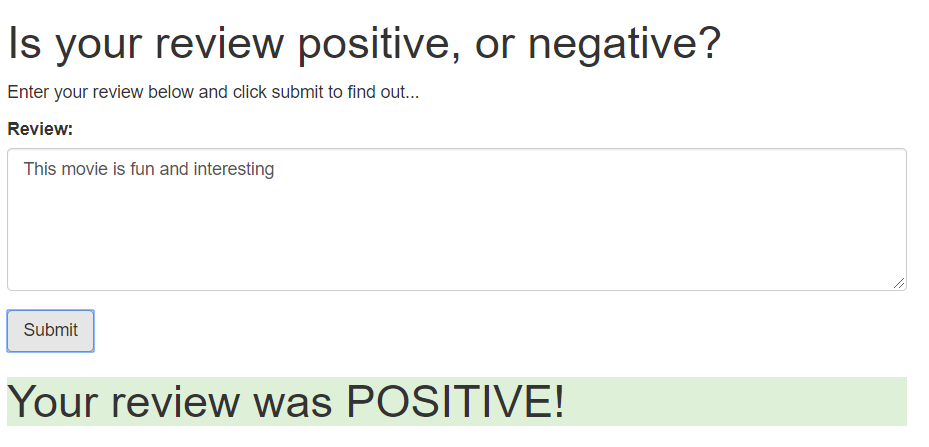 Is your review positive, or negative?
Enter your review below and click submit to find out...
Review:
This movie is fun and interesting
Submit
Your review was POSITIVE!